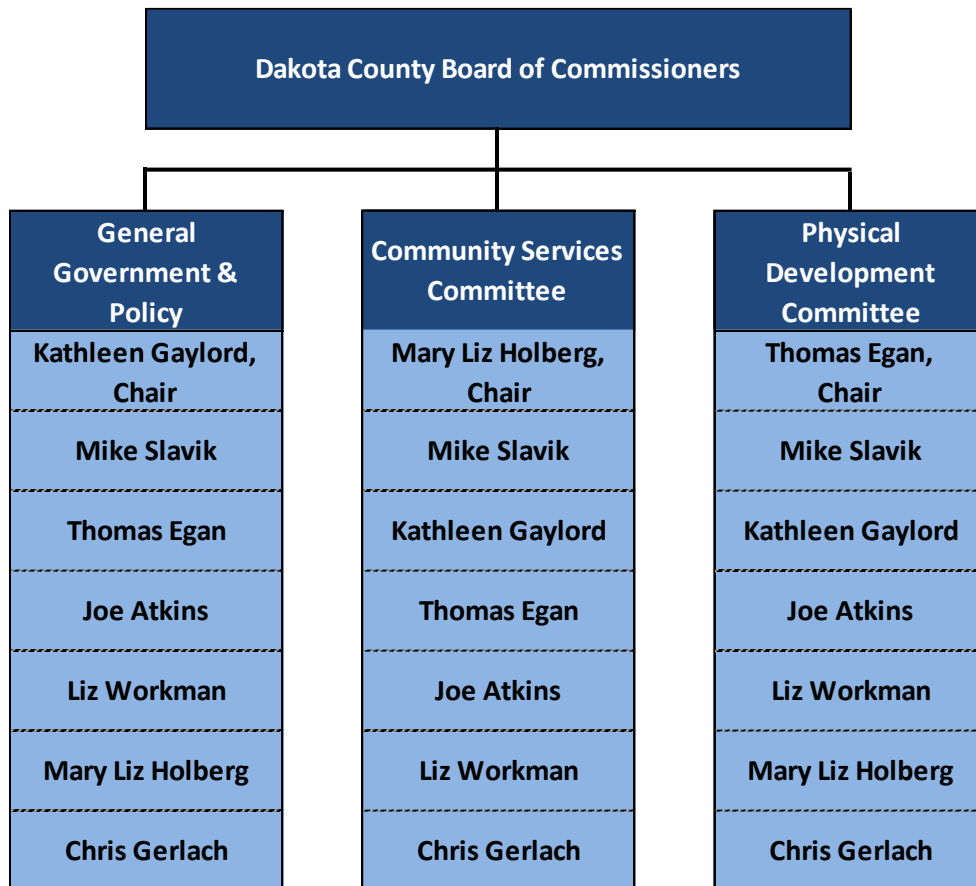 Dakota County Board of Commissioners
General
Government &
Policy
Kathleen Gaylord,
Chair
Mike Slavik
Thomas Egan
Joe Atkins
Liz Workman
Mary Liz Holberg
Chris Gerlach
Community Services
Committee
Mary Liz Holberg,
Chair
Mike Slavik
Kathleen Gaylord
Thomas Egan
Joe Atkins
Liz Workman
Chris Gerlach
Physical
Development
Committee
Thomas Egan,
Chair
Mike Slavik
Kathleen Gaylord
Joe Atkins
Liz Workman
Mary Liz Holberg
Chris Gerlach